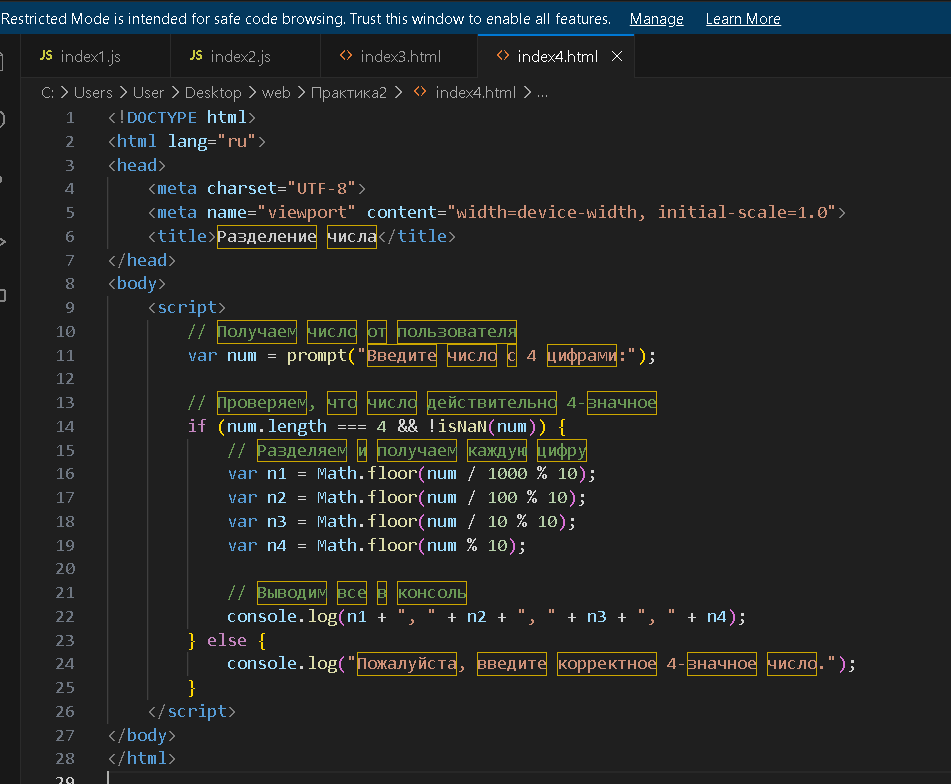 Restricted Mode is intended for safe code browsing. Trust this window to enable all features. Manage Learn More
JS index1.js JS index2.js <> index3.html <> index4.html ×
C: > Users > User > Desktop > web > Практика2 > <> index4.html > ...
1 <!DOCTYPE html>
2 <html lang="ru">
3 <head>
4 <meta charset="UTF-8">
5 <meta name="viewport" content="width=device-width, initial-scale=1.0">
6 <title>Разделение числа</title>
7 </head>
8 <body>
9 <script>
10 // Получаем число от пользователя
11 var num = prompt("Введите число с 4 цифрами:");
12
13 // Проверяем, что число действительно 4-значное
14 if (num.length === 4 && !isNaN(num)) {
15 // Разделяем и получаем каждую цифру
16 var n1 = Math.floor(num / 1000 % 10);
17 var n2 = Math.floor(num / 100 % 10);
18 var n3 = Math.floor(num / 10 % 10);
19 var n4 = Math.floor(num % 10);
20
21 // Выводим все в консоль
22 console.log(n1 + ", " + n2 + ", " + n3 + ", " + n4);
23 } else {
24 console.log("Пожалуйста, введите корректное 4-значное число.");
25 }
26 </script>
27 </body>
28 </html>
29